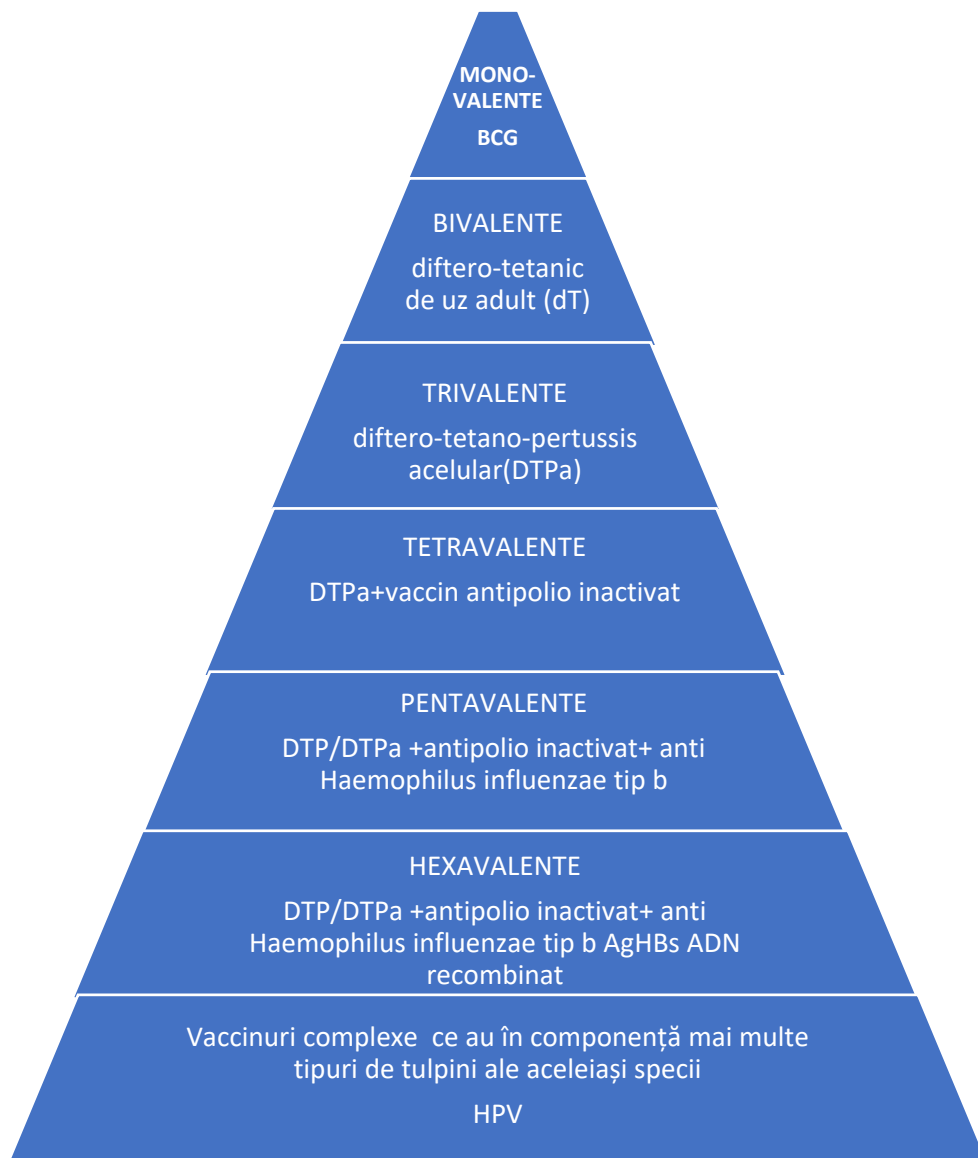 MONO-
VALENTE
BCG
BIVALENTE
diftero-tetanic
de uz adult (dT)
TRIVALENTE
diftero-tetano-pertussis
acelular(DTPa)
TETRAVALENTE
DTPa+vaccin antipolio inactivat
PENTAVALENTE
DTP/DTPa +antipolio inactivat+ anti
Haemophilus influenzae tip b
HEXAVALENTE
DTP/DTPa +antipolio inactivat+ anti
Haemophilus influenzae tip b AgHBs ADN
recombinat
Vaccinuri complexe  ce au în componență mai multe
tipuri de tulpini ale aceleiași specii
HPV